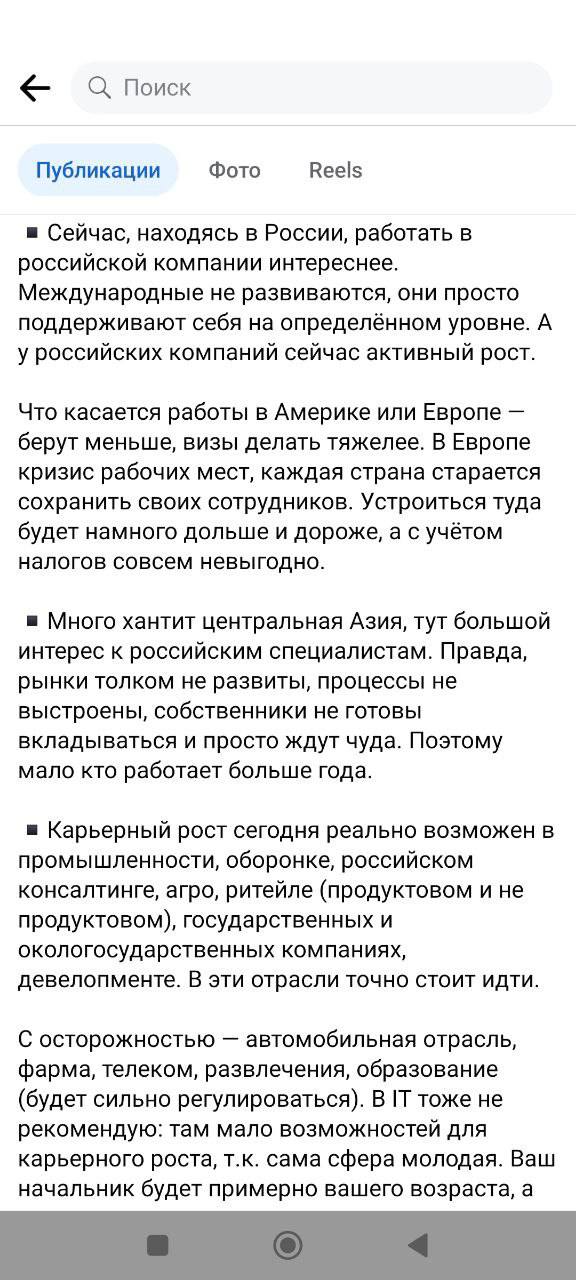 Поиск
Публикации Фото Reels
▪ Сейчас, находясь в России, работать в
российской компании интереснее.
Международные не развиваются, они просто
поддерживают себя на определённом уровне. А
у российских компаний сейчас активный рост.
Что касается работы в Америке или Европе —
берут меньше, визы делать тяжелее. В Европе
кризис рабочих мест, каждая страна старается
сохранить своих сотрудников. Устроиться туда
будет намного дольше и дороже, а с учётом
налогов совсем невыгодно.
▪ Много хантит центральная Азия, тут большой
интерес к российским специалистам. Правда,
рынки толком не развиты, процессы не
выстроены, собственники не готовы
вкладываться и просто ждут чуда. Поэтому
мало кто работает больше года.
▪ Карьерный рост сегодня реально возможен в
промышленности, оборонке, российском
консалтинге, агро, ритейле (продуктовом и не
продуктовом), государственных и
окологосударственных компаниях,
девелопменте. В эти отрасли точно стоит идти.
С осторожностью — автомобильная отрасль,
фарма, телеком, развлечения, образование
(будет сильно регулироваться). В IT тоже не
рекомендую: там мало возможностей для
карьерного роста, т.к. сама сфера молодая. Ваш
начальник будет примерно вашего возраста, а